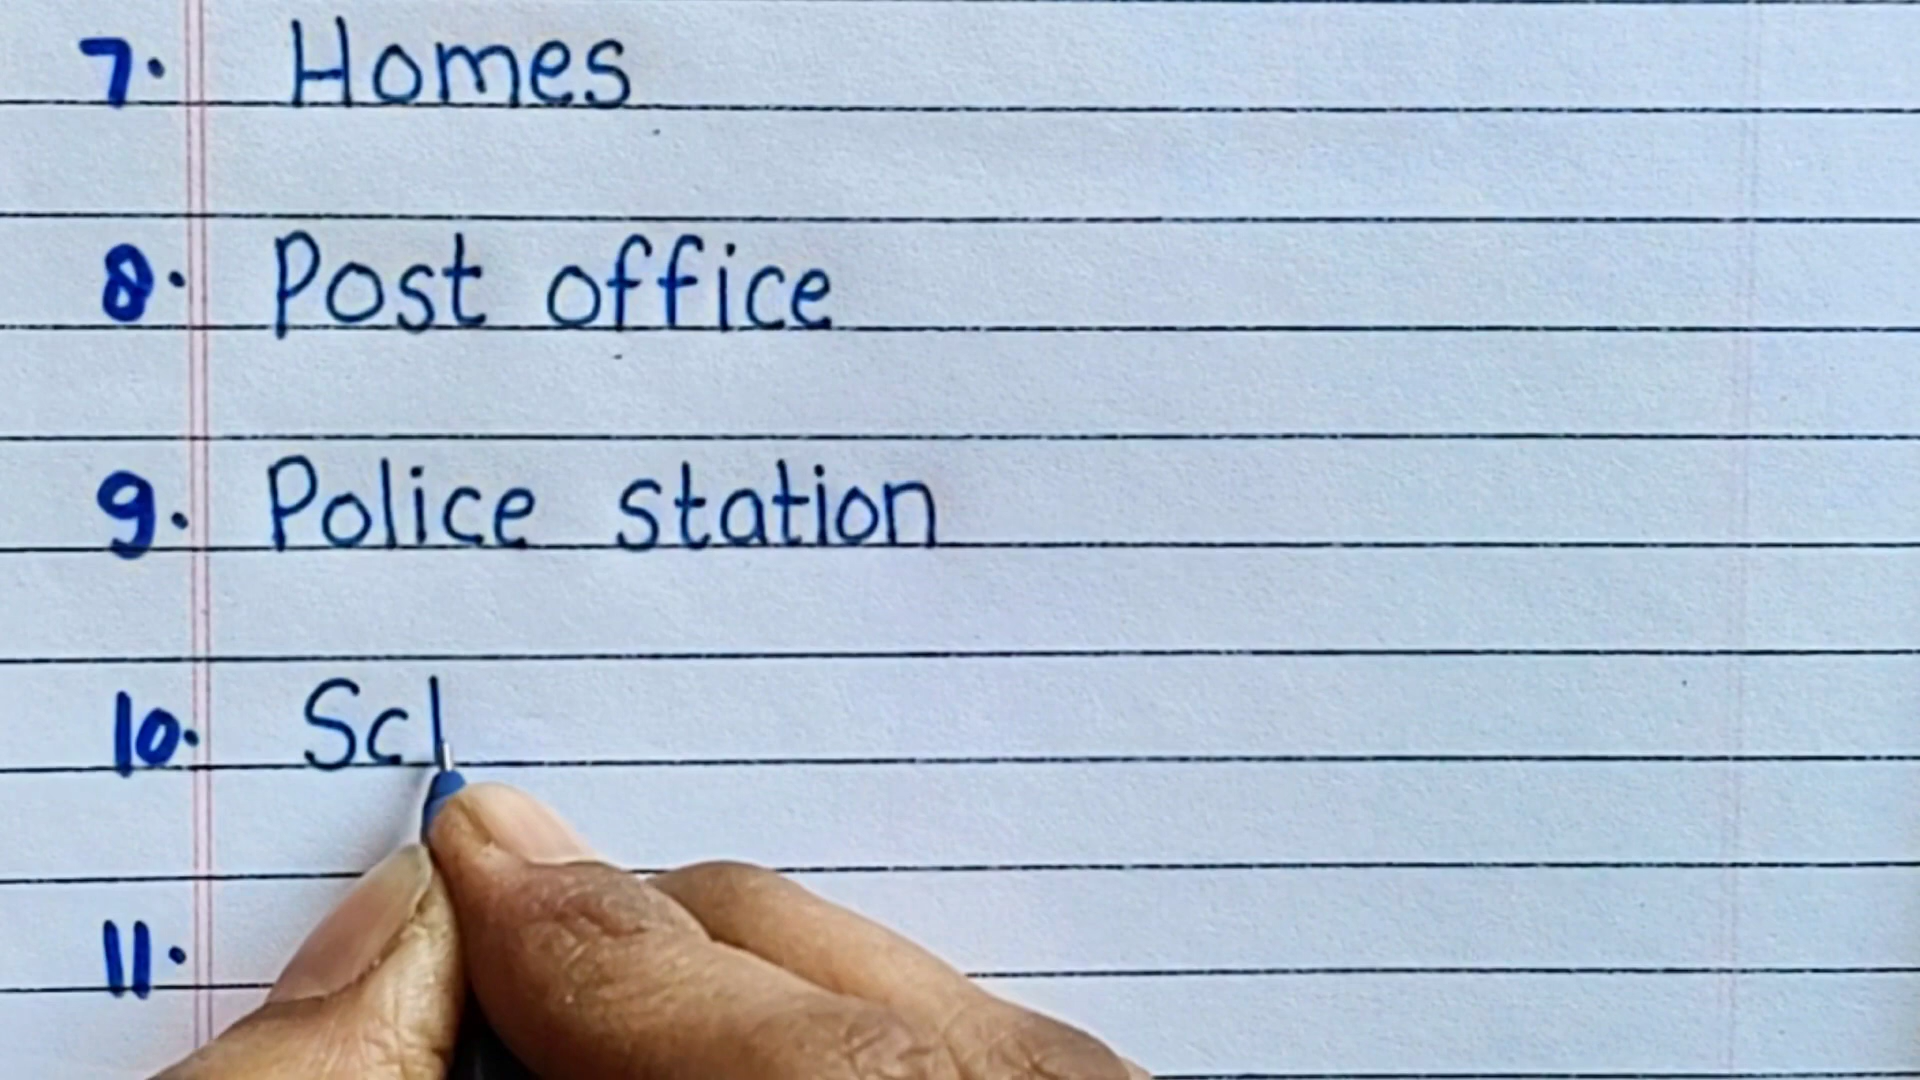 7. Homes
8. Post office
9. Police station
10. Scl
11.